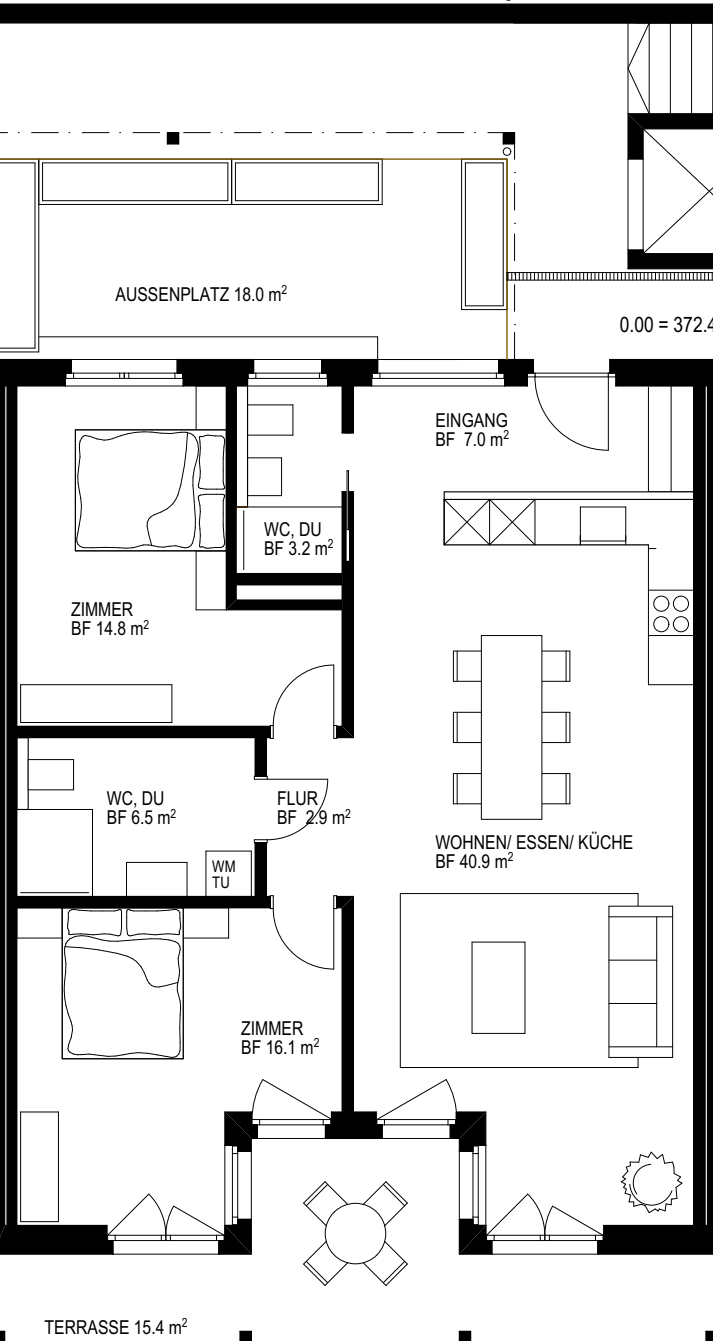 AUSSENPLATZ 18.0 m²
0.00 = 372.4
EINGANG
BF 7.0 m²
WC, DU
BF 3.2 m²
ZIMMER
BF 14.8 m²
WC, DU
BF 6.5 m²
FLUR
BF 2.9 m²
WOHNEN/ ESSEN/ KÜCHE
BF 40.9 m²
WM
TU
ZIMMER
BF 16.1 m²
TERRASSE 15.4 m²